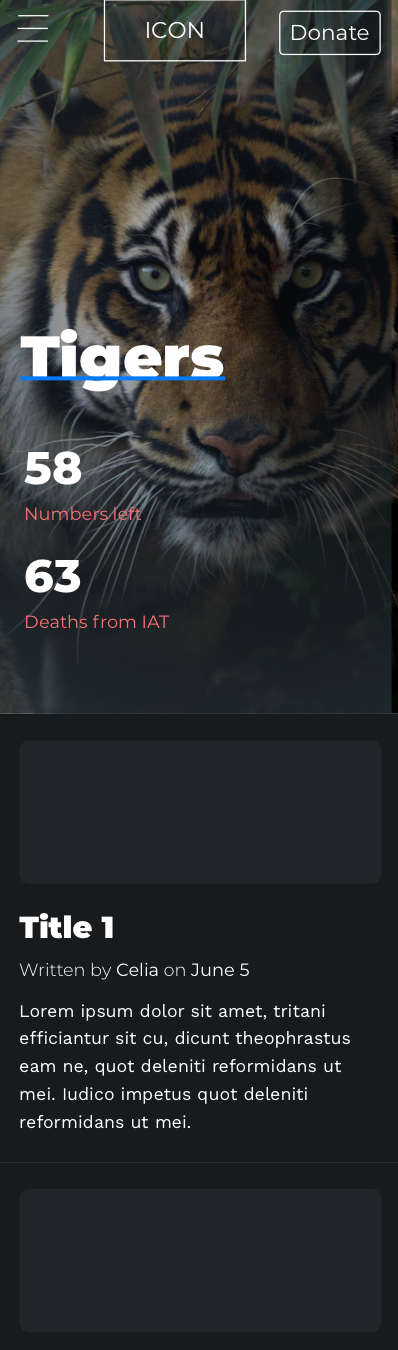 ICON
Donate
Tigers
58
Numbers left
63
Deaths from IAT
Title 1
Written by Celia on June 5
Lorem ipsum dolor sit amet, tritani
efficiantur sit cu, dicunt theophrastus
eam ne, quot deleniti reformidans ut
mei. Iudico impetus quot deleniti
reformidans ut mei.